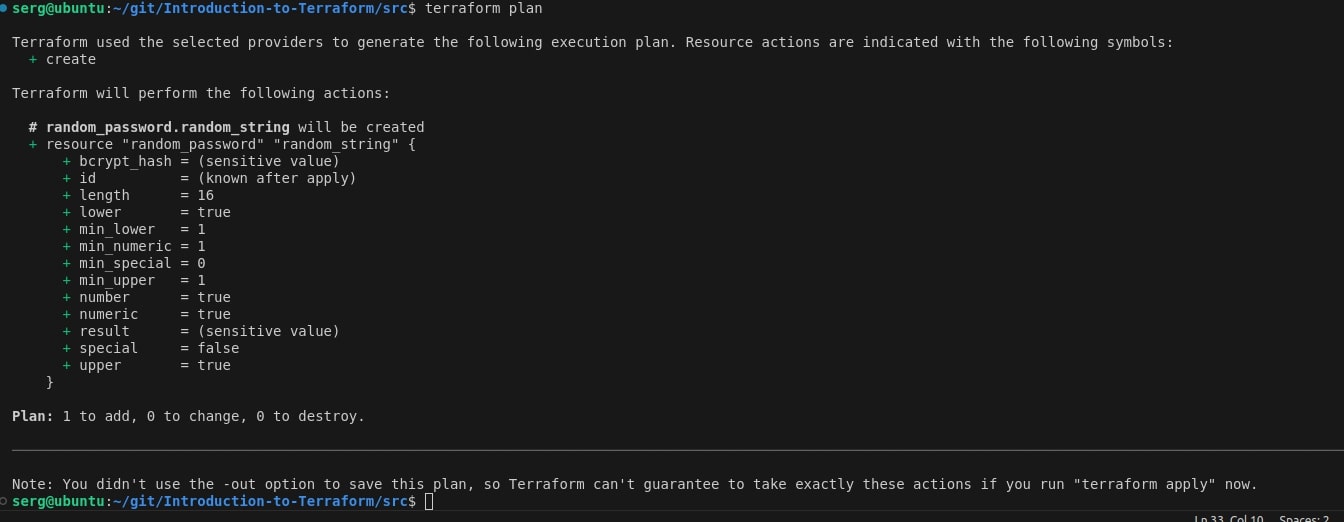 serg@ubuntu:~/git/Introduction-to-Terraform/src$ terraform plan
Terraform used the selected providers to generate the following execution plan. Resource actions are indicated with the following symbols:
+ create
Terraform will perform the following actions:
# random_password.random_string will be created
+ resource "random_password" "random_string" {
+ bcrypt_hash = (sensitive value)
+ id          = (known after apply)
+ length      = 16
+ lower       = true
+ min_lower   = 1
+ min_numeric = 1
+ min_special = 0
+ min_upper   = 1
+ number      = true
+ numeric     = true
+ result      = (sensitive value)
+ special     = false
+ upper       = true
}
Plan: 1 to add, 0 to change, 0 to destroy.
Note: You didn't use the -out option to save this plan, so Terraform can't guarantee to take exactly these actions if you run "terraform apply" now.
serg@ubuntu:~/git/Introduction-to-Terraform/src$
Ln 33, Col 10 Spaces: 2